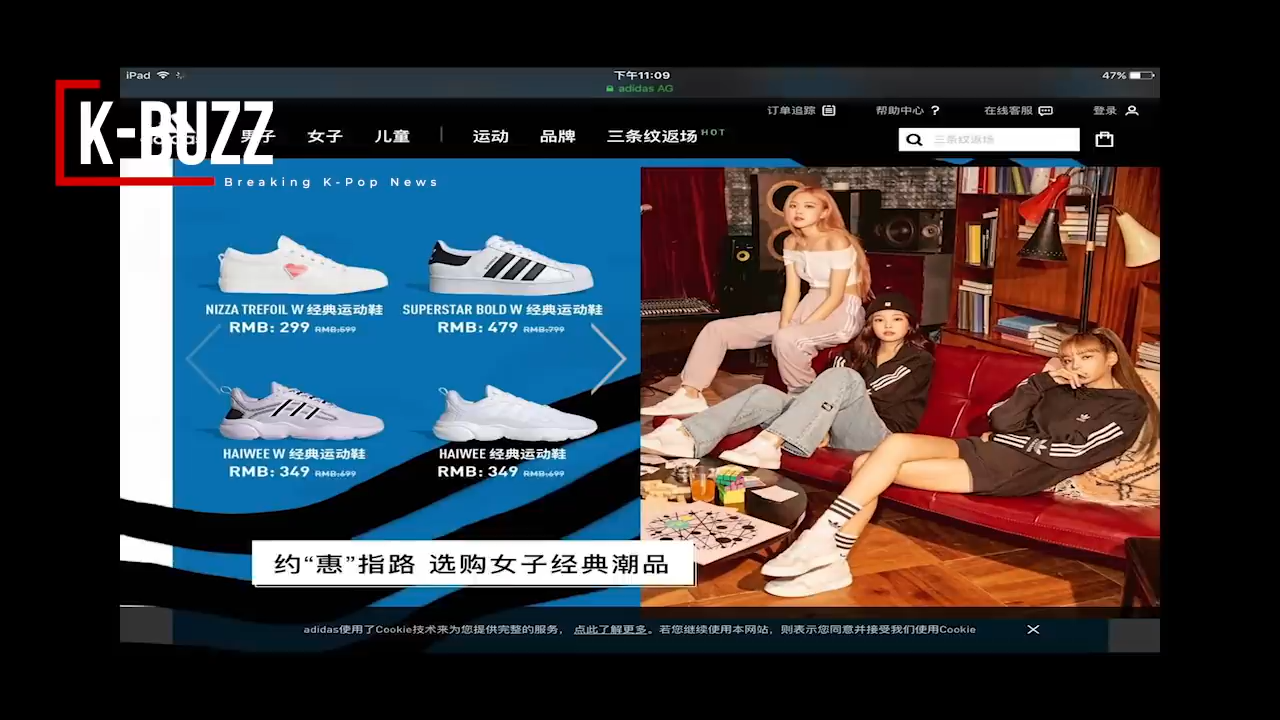 iPad
下午11:09
47%
adidas AG
订单追踪
帮助中心
在线客服
登录
K-BUZZ
男子
女子
儿童
运动
品牌
三条纹返场 HOT
三条纹返场
Breaking K-Pop News
NIZZA TREFOIL W 经典运动鞋
RMB: 299 RMB:599
SUPERSTAR BOLD W 经典运动鞋
RMB: 479 RMB:799
HAIWEE W 经典运动鞋
RMB: 349 RMB:699
HAIWEE 经典运动鞋
RMB: 349 RMB:699
约“惠”指路 选购女子经典潮品
adidas使用了Cookie技术来为您提供完整的服务， 点此了解更多。若您继续使用本网站，则表示您同意并接受我们使用Cookie